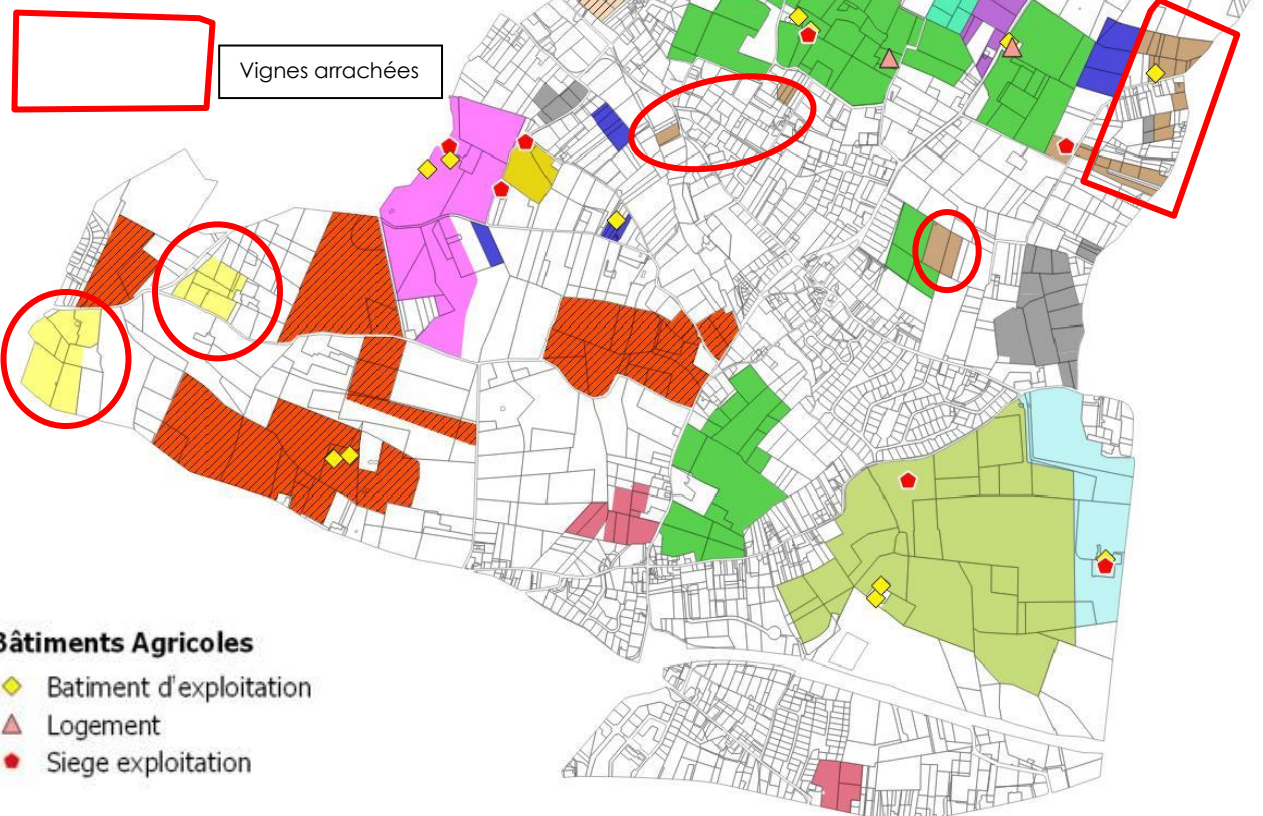 Vignes arrachées
Bâtiments Agricoles
Batiment d'exploitation
Logement
Siege exploitation